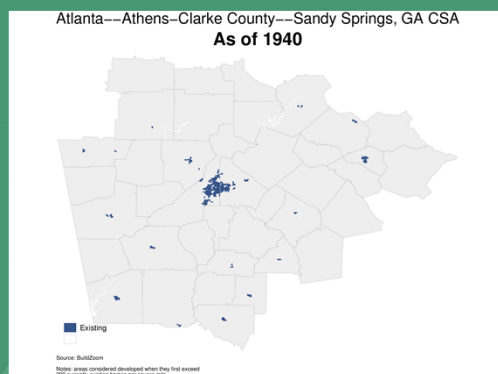 Atlanta−−Athens−Clarke County−−Sandy Springs, GA CSA
As of 1940
Existing
Source: BuildZoom
Notes: areas considered developed when they first exceed